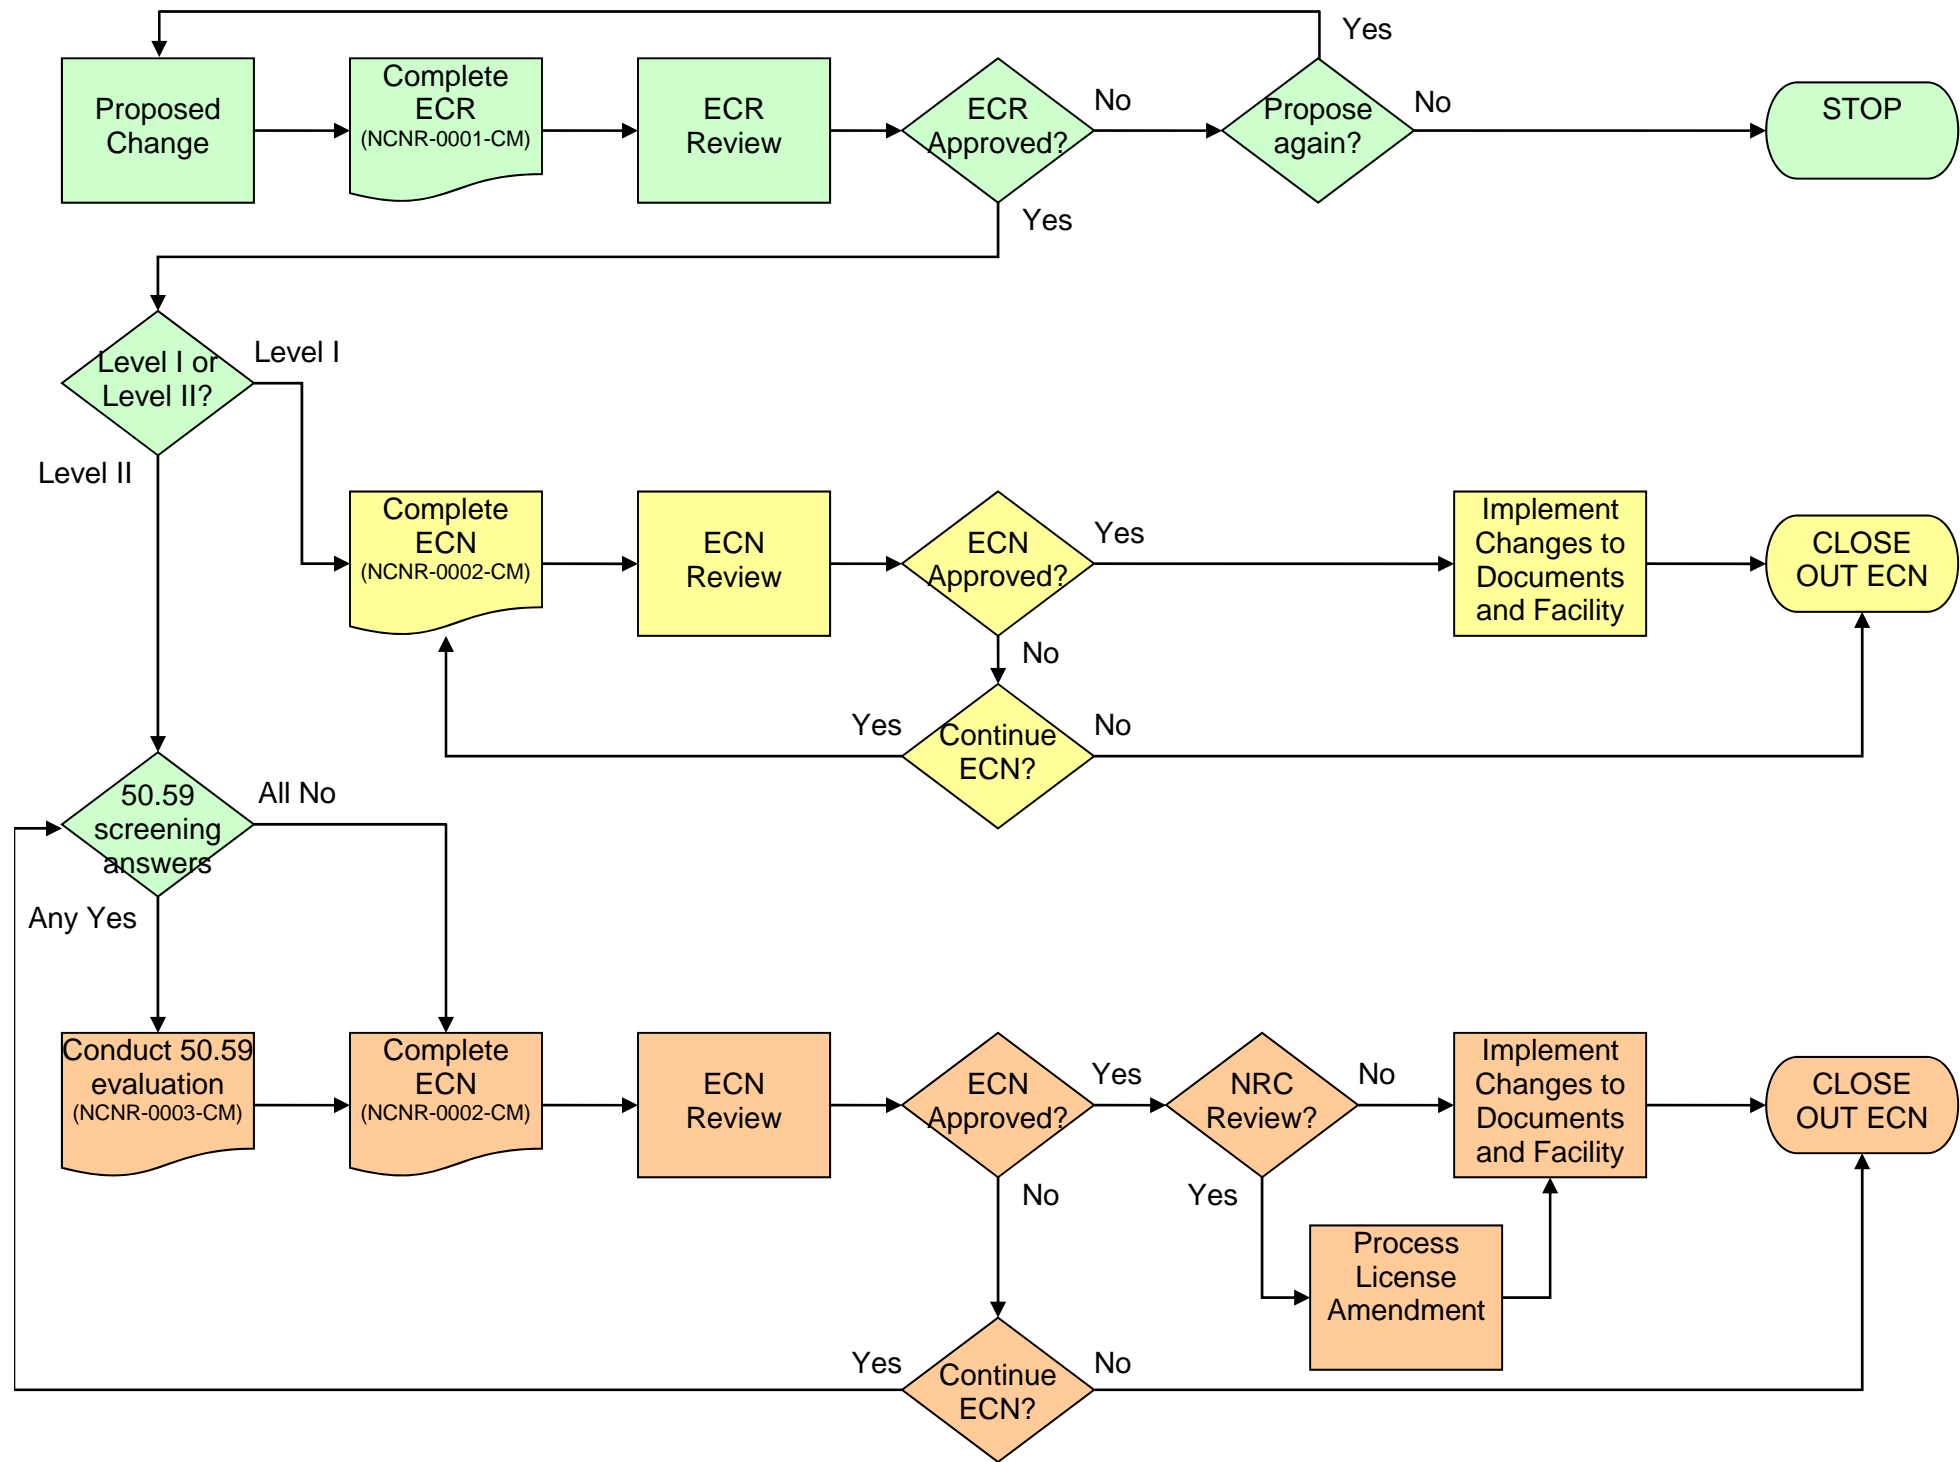 Yes
Proposed
Change
Complete
ECR
(NCNR-0001-CM)
ECR
Review
ECR
Approved?
No
Propose
again?
No
STOP
Yes
Level I or
Level II?
Level I
Level II
Complete
ECN
(NCNR-0002-CM)
ECN
Review
ECN
Approved?
Yes
Implement
Changes to
Documents
and Facility
CLOSE
OUT ECN
No
Yes
Continue
ECN?
No
50.59
screening
answers
All No
Any Yes
Conduct 50.59
evaluation
(NCNR-0003-CM)
Complete
ECN
(NCNR-0002-CM)
ECN
Review
ECN
Approved?
Yes
NRC
Review?
No
Implement
Changes to
Documents
and Facility
CLOSE
OUT ECN
No
Yes
Process
License
Amendment
Yes
Continue
ECN?
No